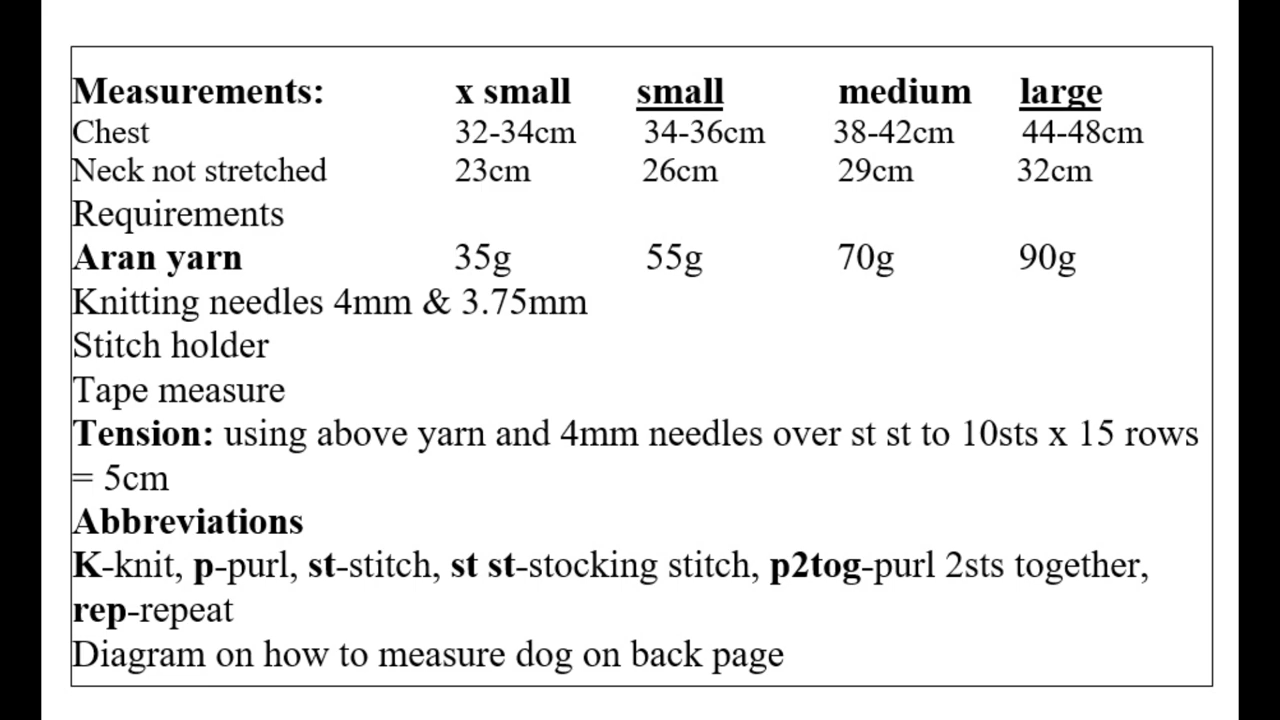 Measurements: x small small medium large
Chest 32-34cm 34-36cm 38-42cm 44-48cm
Neck not stretched 23cm 26cm 29cm 32cm
Requirements
Aran yarn 35g 55g 70g 90g
Knitting needles 4mm & 3.75mm
Stitch holder
Tape measure
Tension: using above yarn and 4mm needles over st st to 10sts x 15 rows
= 5cm
Abbreviations
K-knit, p-purl, st-stitch, st st-stocking stitch, p2tog-purl 2sts together,
rep-repeat
Diagram on how to measure dog on back page